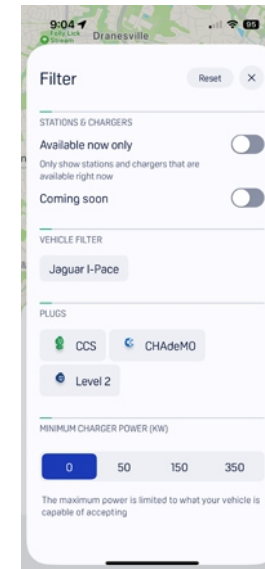 9:04
95
Folly Lick
Stream
Dranesville
Filter
Reset
STATIONS & CHARGERS
Available now only
Only show stations and chargers that are
available right now
Coming soon
VEHICLE FILTER
Jaguar I-Pace
PLUGS
CCS
CHAdeMO
Level 2
MINIMUM CHARGER POWER (KW)
0 50 150 350
The maximum power is limited to what your vehicle is
capable of accepting